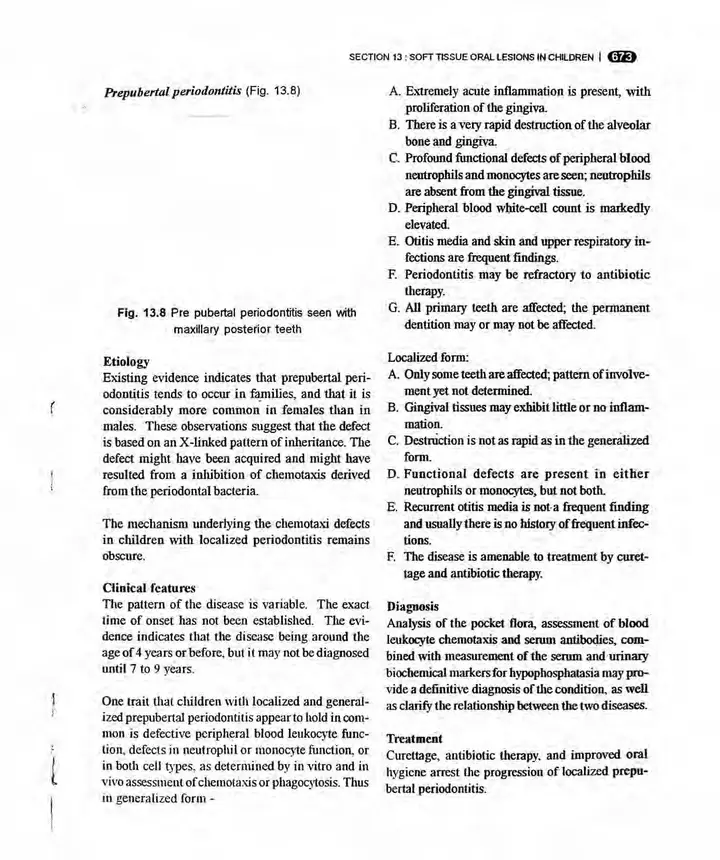 SECTION 13 : SOFT TISSUE ORAL LESIONS IN CHILDREN | 673
Prepubertal periodontitis (Fig. 13.8)
Fig. 13.8 Pre pubertal periodontitis seen with
maxillary posterior teeth
Etiology
Existing evidence indicates that prepubertal peri-
odontitis tends to occur in families, and that it is
considerably more common in females than in
males. These observations suggest that the defect
is based on an X-linked pattern of inheritance. The
defect might have been acquired and might have
resulted from a inhibition of chemotaxis derived
from the periodontal bacteria.
The mechanism underlying the chemotaxi defects
in children with localized periodontitis remains
obscure.
Clinical features
The pattern of the disease is variable. The exact
time of onset has not been established. The evi-
dence indicates that the disease being around the
age of 4 years or before, but it may not be diagnosed
until 7 to 9 years.
One trait that children with localized and general-
ized prepubertal periodontitis appear to hold in com-
mon is defective peripheral blood leukocyte func-
tion, defects in neutrophil or monocyte function, or
in both cell types, as determined by in vitro and in
vivo assessment of chemotaxis or phagocytosis. Thus
in generalized form -
A. Extremely acute inflammation is present, with
proliferation of the gingiva.
B. There is a very rapid destruction of the alveolar
bone and gingiva.
C. Profound functional defects of peripheral blood
neutrophils and monocytes are seen; neutrophils
are absent from the gingival tissue.
D. Peripheral blood white-cell count is markedly
elevated.
E. Otitis media and skin and upper respiratory in-
fections are frequent findings.
F. Periodontitis may be refractory to antibiotic
therapy.
G. All primary teeth are affected; the permanent
dentition may or may not be affected.
Localized form:
A. Only some teeth are affected; pattern of involve-
ment yet not determined.
B. Gingival tissues may exhibit little or no inflam-
mation.
C. Destruction is not as rapid as in the generalized
form.
D. Functional defects are present in either
neutrophils or monocytes, but not both.
E. Recurrent otitis media is not a frequent finding
and usually there is no history of frequent infec-
tions.
F. The disease is amenable to treatment by curet-
tage and antibiotic therapy.
Diagnosis
Analysis of the pocket flora, assessment of blood
leukocyte chemotaxis and serum antibodies, com-
bined with measurement of the serum and urinary
biochemical markers for hypophosphatasia may pro-
vide a definitive diagnosis of the condition, as well
as clarify the relationship between the two diseases.
Treatment
Curettage, antibiotic therapy, and improved oral
hygiene arrest the progression of localized prepu-
bertal periodontitis.